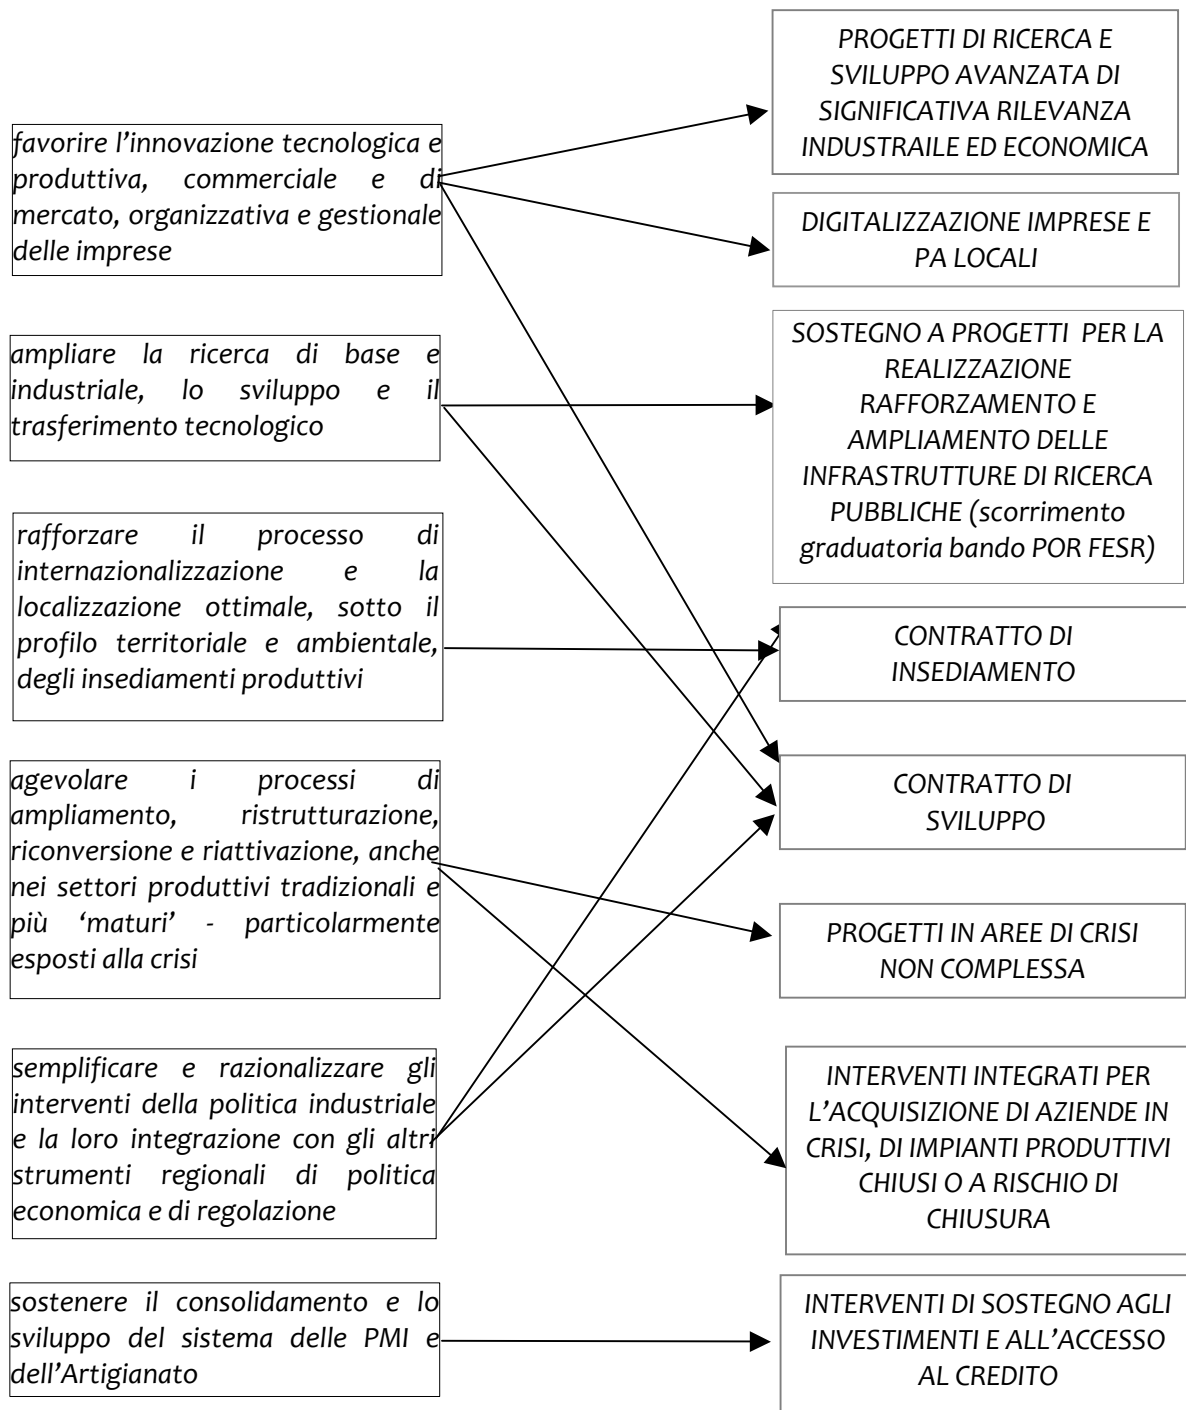 favorire l’innovazione tecnologica e
produttiva, commerciale e di
mercato, organizzativa e gestionale
delle imprese
ampliare la ricerca di base e
industriale, lo sviluppo e il
trasferimento tecnologico
rafforzare il processo di
internazionalizzazione e la
localizzazione ottimale, sotto il
profilo territoriale e ambientale,
degli insediamenti produttivi
agevolare i processi di
ampliamento, ristrutturazione,
riconversione e riattivazione, anche
nei settori produttivi tradizionali e
più ‘maturi’ - particolarmente
esposti alla crisi
semplificare e razionalizzare gli
interventi della politica industriale
e la loro integrazione con gli altri
strumenti regionali di politica
economica e di regolazione
sostenere il consolidamento e lo
sviluppo del sistema delle PMI e
dell’Artigianato
PROGETTI DI RICERCA E
SVILUPPO AVANZATA DI
SIGNIFICATIVA RILEVANZA
INDUSTRAILE ED ECONOMICA
DIGITALIZZAZIONE IMPRESE E
PA LOCALI
SOSTEGNO A PROGETTI PER LA
REALIZZAZIONE
RAFFORZAMENTO E
AMPLIAMENTO DELLE
INFRASTRUTTURE DI RICERCA
PUBBLICHE (scorrimento
graduatoria bando POR FESR)
CONTRATTO DI
INSEDIAMENTO
CONTRATTO DI
SVILUPPO
PROGETTI IN AREE DI CRISI
NON COMPLESSA
INTERVENTI INTEGRATI PER
L’ACQUISIZIONE DI AZIENDE IN
CRISI, DI IMPIANTI PRODUTTIVI
CHIUSI O A RISCHIO DI
CHIUSURA
INTERVENTI DI SOSTEGNO AGLI
INVESTIMENTI E ALL’ACCESSO
AL CREDITO